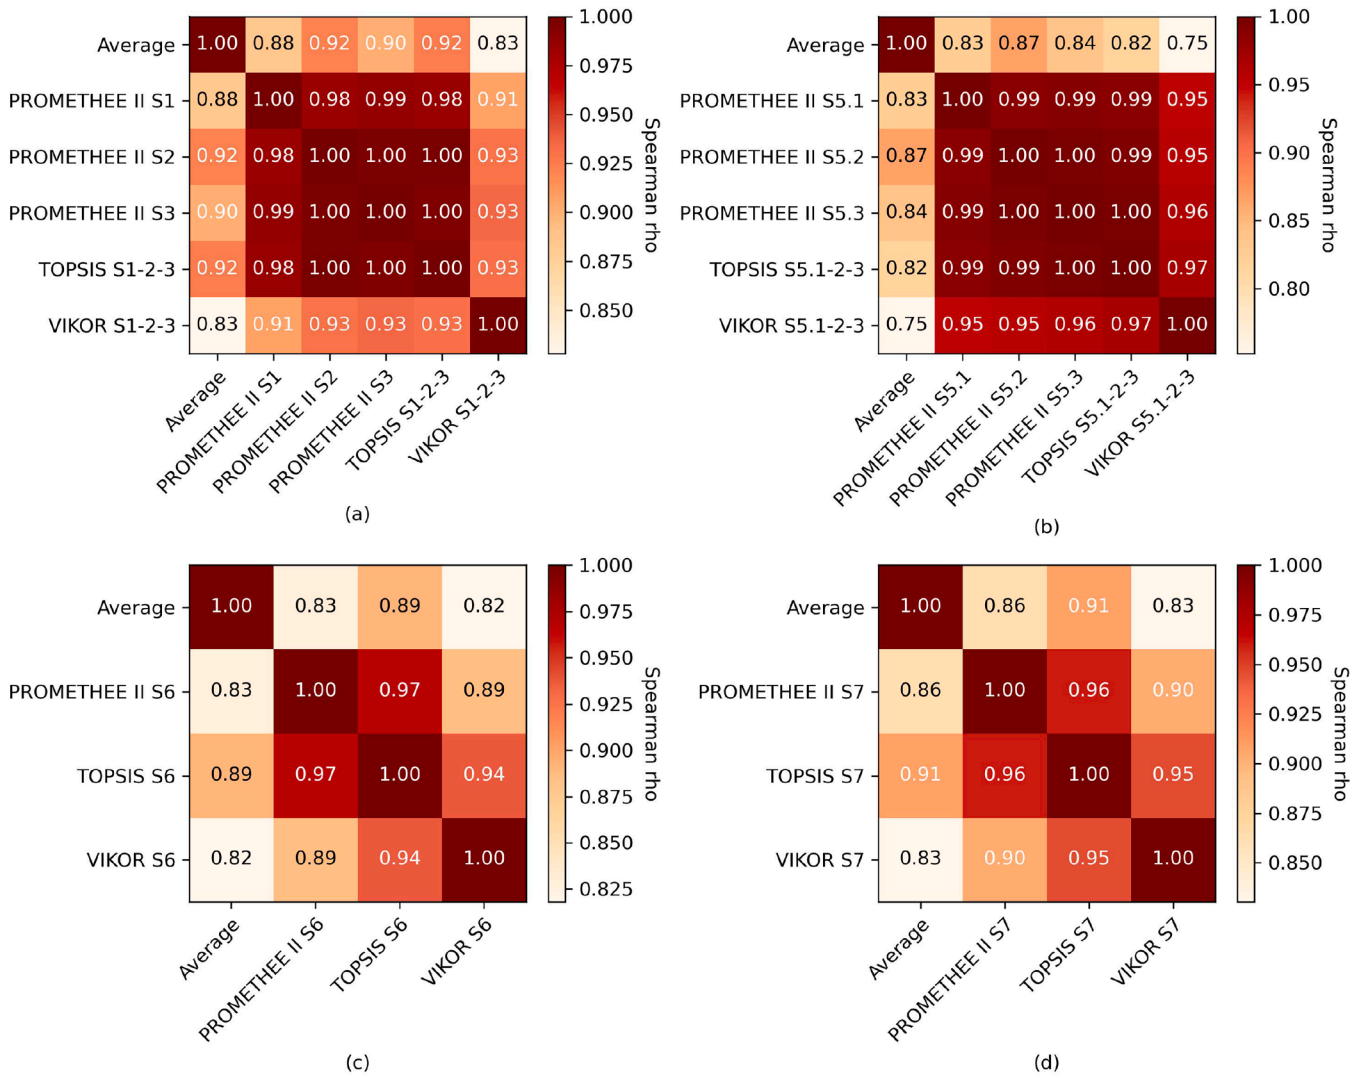 Average 1.00 0.88 0.92 0.90 0.92 0.83
PROMETHEE II S1 0.88 1.00 0.98 0.99 0.98 0.91
PROMETHEE II S2 0.92 0.98 1.00 1.00 1.00 0.93
PROMETHEE II S3 0.90 0.99 1.00 1.00 1.00 0.93
TOPSIS S1-2-3 0.92 0.98 1.00 1.00 1.00 0.93
VIKOR S1-2-3 0.83 0.91 0.93 0.93 0.93 1.00
Average
PROMETHEE II S1
PROMETHEE II S2
PROMETHEE II S3
TOPSIS S1-2-3
VIKOR S1-2-3
1.000
0.975
0.950
0.925
0.900
0.875
0.850
Spearman rho
(a)
Average 1.00 0.83 0.87 0.84 0.82 0.75
PROMETHEE II S5.1 0.83 1.00 0.99 0.99 0.99 0.95
PROMETHEE II S5.2 0.87 0.99 1.00 1.00 0.99 0.95
PROMETHEE II S5.3 0.84 0.99 1.00 1.00 1.00 0.96
TOPSIS S5.1-2-3 0.82 0.99 0.99 1.00 1.00 0.97
VIKOR S5.1-2-3 0.75 0.95 0.95 0.96 0.97 1.00
Average
PROMETHEE II S5.1
PROMETHEE II S5.2
PROMETHEE II S5.3
TOPSIS S5.1-2-3
VIKOR S5.1-2-3
1.00
0.95
0.90
0.85
0.80
Spearman rho
(b)
Average 1.00 0.83 0.89 0.82
PROMETHEE II S6 0.83 1.00 0.97 0.89
TOPSIS S6 0.89 0.97 1.00 0.94
VIKOR S6 0.82 0.89 0.94 1.00
Average
PROMETHEE II S6
TOPSIS S6
VIKOR S6
1.000
0.975
0.950
0.925
0.900
0.875
0.850
0.825
Spearman rho
(c)
Average 1.00 0.86 0.91 0.83
PROMETHEE II S7 0.86 1.00 0.96 0.90
TOPSIS S7 0.91 0.96 1.00 0.95
VIKOR S7 0.83 0.90 0.95 1.00
Average
PROMETHEE II S7
TOPSIS S7
VIKOR S7
1.000
0.975
0.950
0.925
0.900
0.875
0.850
Spearman rho
(d)